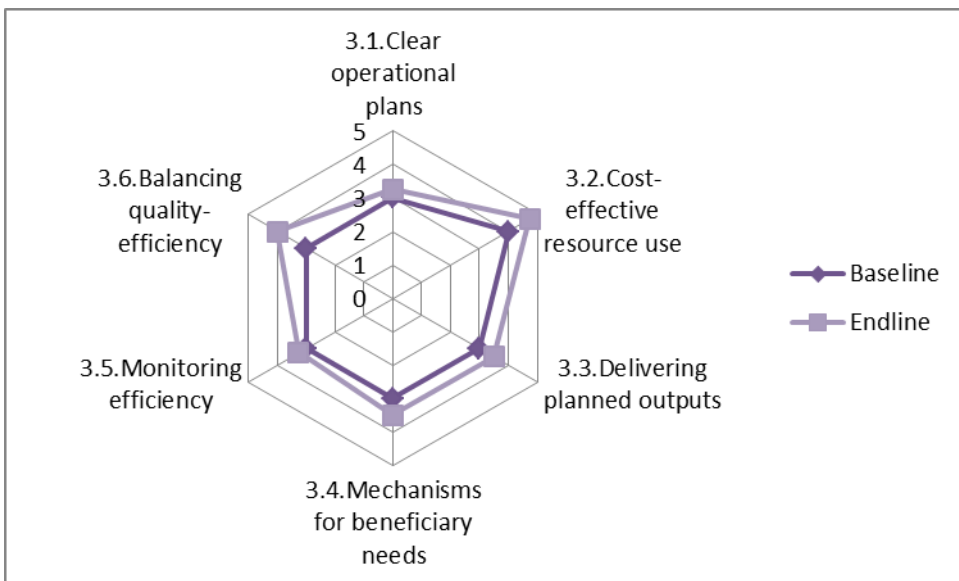 3.1.Clear
operational
plans
5
4
3
2
1
0
3.2.Cost-
effective
resource use
3.3.Delivering
planned outputs
3.4.Mechanisms
for beneficiary
needs
3.5.Monitoring
efficiency
3.6.Balancing
quality-
efficiency
Baseline
Endline